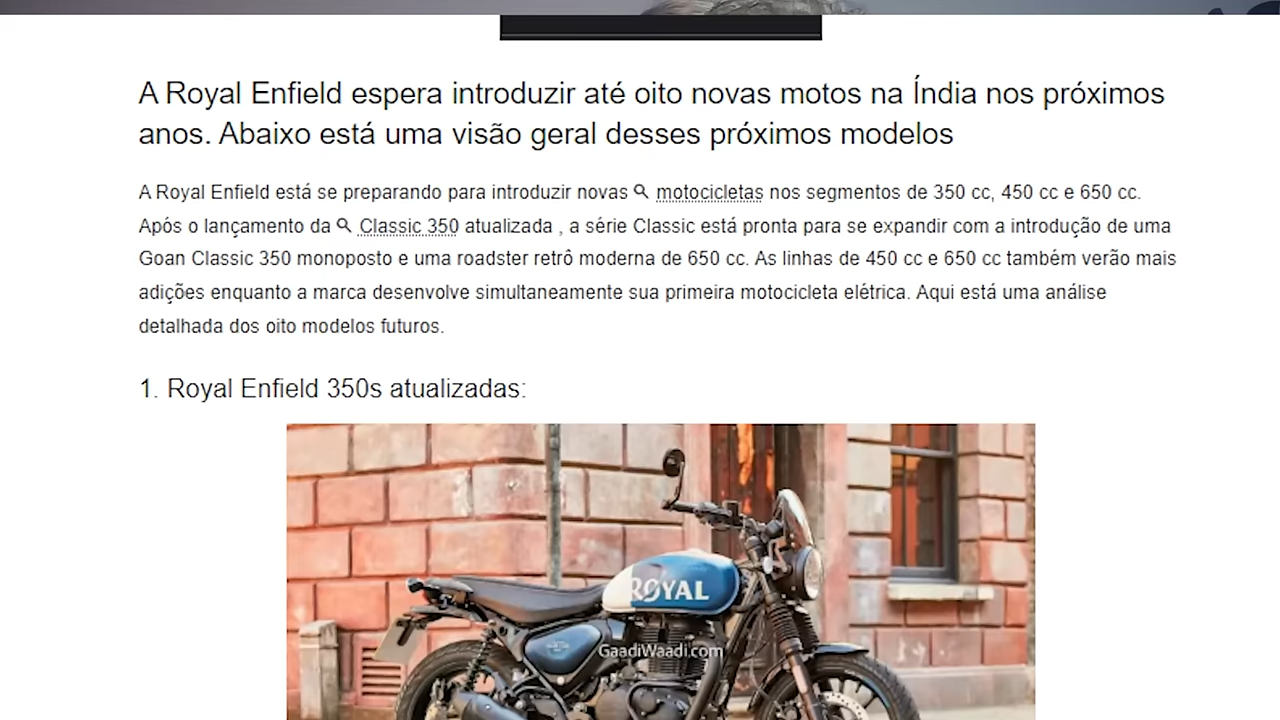 A Royal Enfield espera introduzir até oito novas motos na Índia nos próximos
anos. Abaixo está uma visão geral desses próximos modelos
A Royal Enfield está se preparando para introduzir novas motocicletas nos segmentos de 350 cc, 450 cc e 650 cc.
Após o lançamento da Classic 350 atualizada , a série Classic está pronta para se expandir com a introdução de uma
Goan Classic 350 monoposto e uma roadster retrô moderna de 650 cc. As linhas de 450 cc e 650 cc também verão mais
adições enquanto a marca desenvolve simultaneamente sua primeira motocicleta elétrica. Aqui está uma análise
detalhada dos oito modelos futuros.
1. Royal Enfield 350s atualizadas:
ROYAL
GaadiWaadi.com